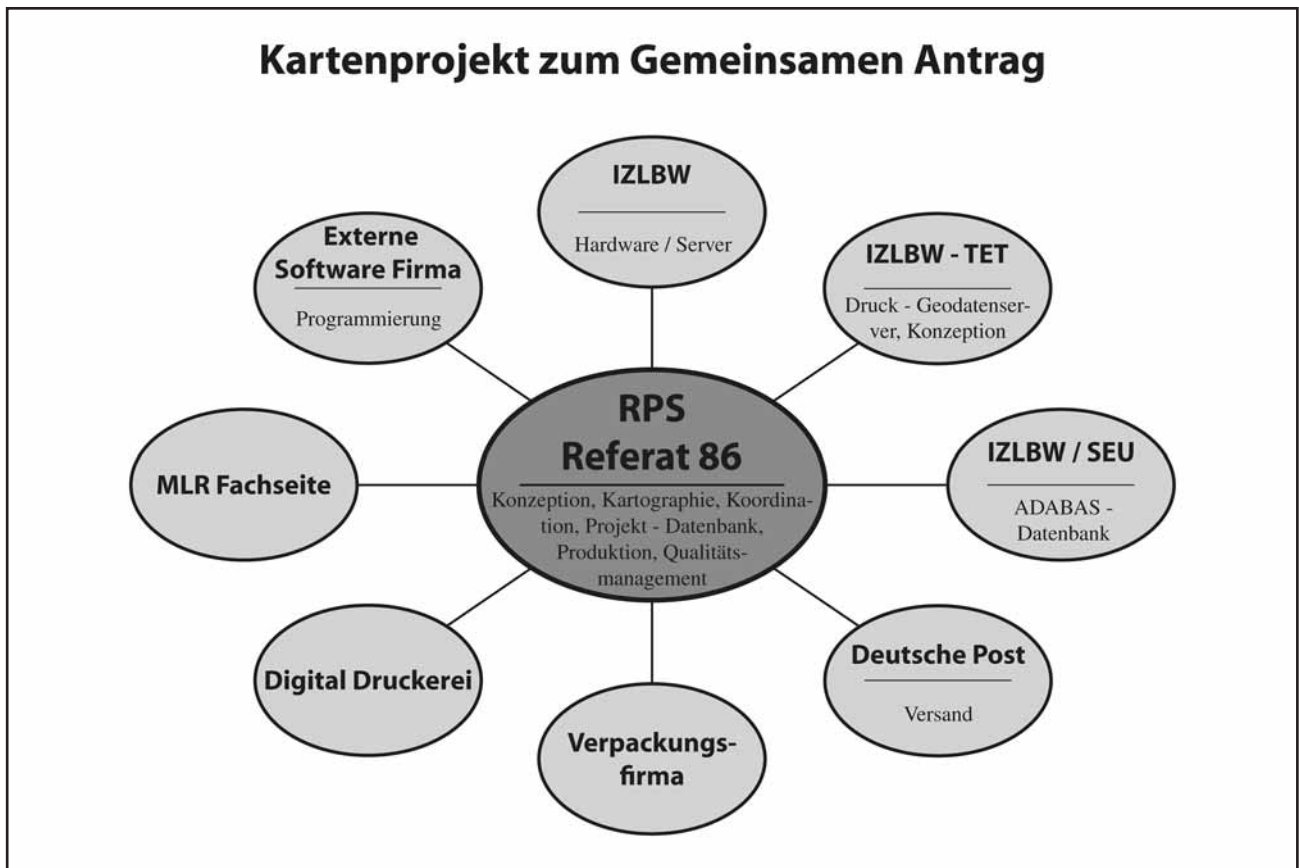 Kartenprojekt zum Gemeinsamen Antrag
IZLBW
Hardware / Server
Externe
Software Firma
Programmierung
IZLBW - TET
Druck - Geodatenser-
ver, Konzeption
RPS
Referat 86
Konzeption, Kartographie, Koordina-
tion, Projekt - Datenbank,
Produktion, Qualitäts-
management
MLR Fachseite
IZLBW / SEU
ADABAS -
Datenbank
Digital Druckerei
Deutsche Post
Versand
Verpackungs-
firma